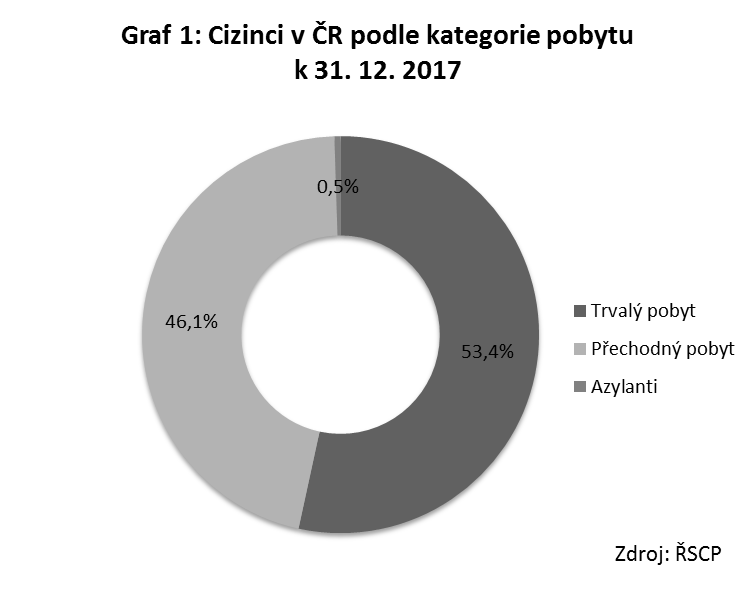 Graf 1: Cizinci v ČR podle kategorie pobytu
k 31. 12. 2017
0,5%
46,1%
53,4%
Trvalý pobyt
Přechodný pobyt
Azylanti
Zdroj: ŘSCP